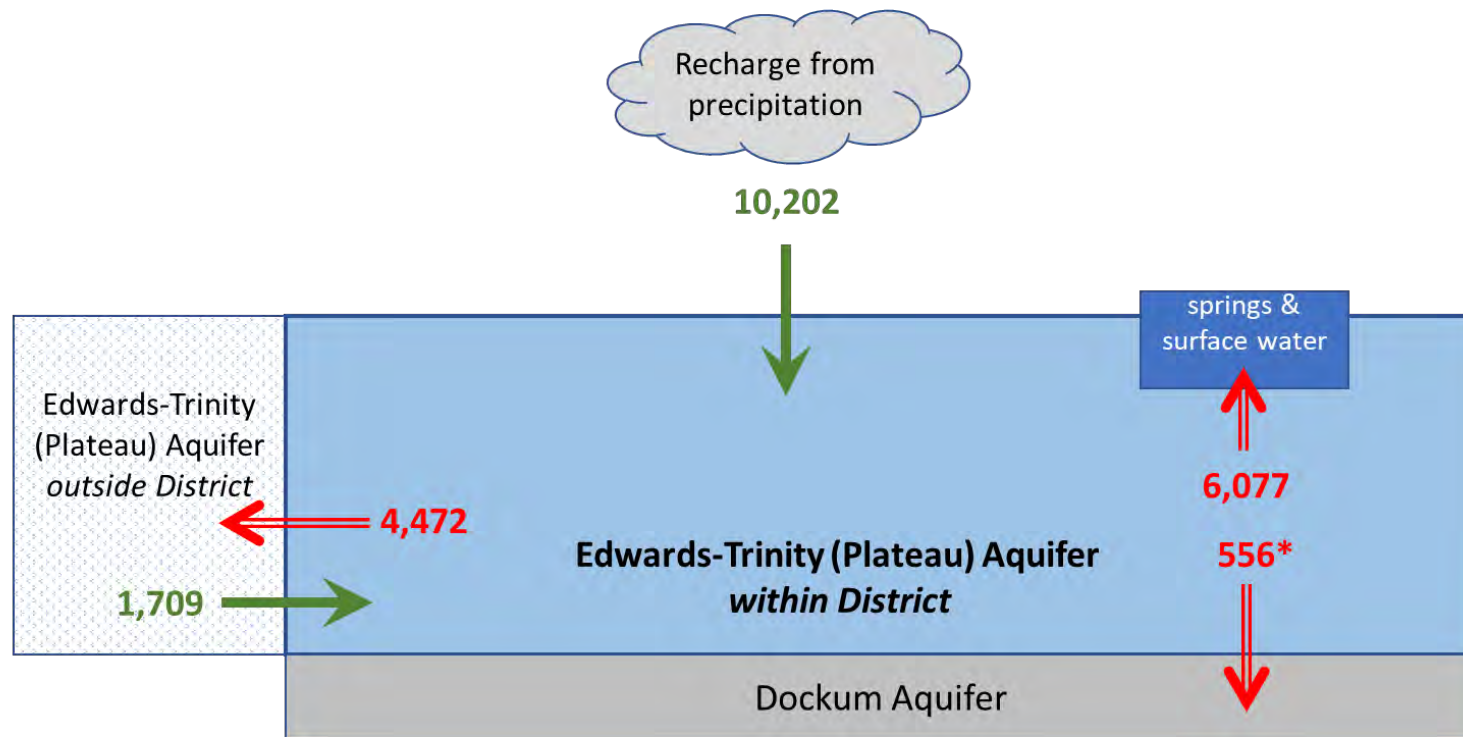 Recharge from
precipitation
10,202
springs &
surface water
Edwards-Trinity
(Plateau) Aquifer
outside District
6,077
4,472
Edwards-Trinity (Plateau) Aquifer
within District
556*
1,709
Dockum Aquifer